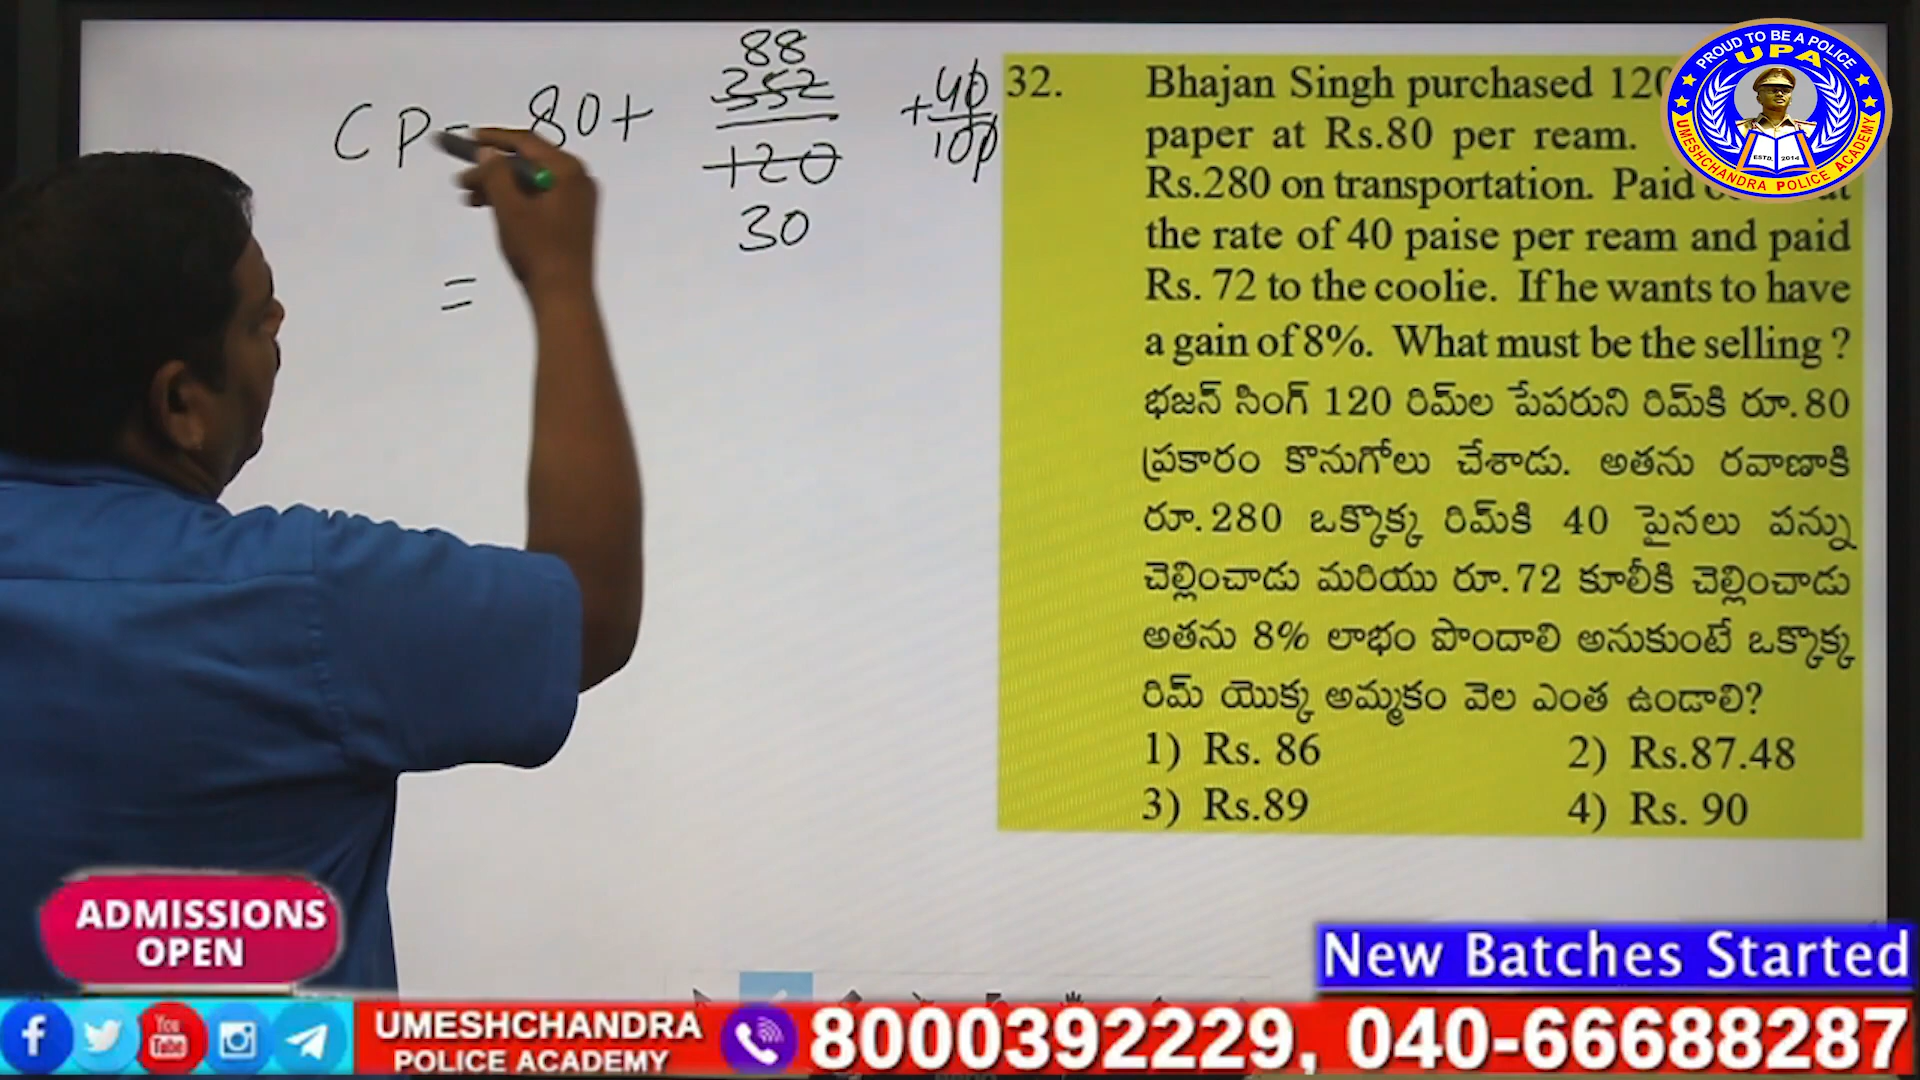 88
CP = 80 + 352/120 + 40/100
30
=
32. Bhajan Singh purchased 120
paper at Rs.80 per ream.
Rs.280 on transportation. Paid at
the rate of 40 paise per ream and paid
Rs. 72 to the coolie. If he wants to have
a gain of 8%. What must be the selling ?
భజన్ సింగ్ 120 రిమ్‌ల పేపరుని రిమ్‌కి రూ.80
ప్రకారం కొనుగోలు చేశాడు. అతను రవాణాకి
రూ.280 ఒక్కొక్క రిమ్‌కి 40 పైసలు పన్ను
చెల్లించాడు మరియు రూ.72 కూలీకి చెల్లించాడు
అతను 8% లాభం పొందాలి అనుకుంటే ఒక్కొక్క
రిమ్ యొక్క అమ్మకం వెల ఎంత ఉండాలి?
1) Rs. 86 2) Rs.87.48
3) Rs.89 4) Rs. 90
PROUD TO BE A POLICE
UPA
ESTD, 2014
UMESHCHANDRA POLICE ACADEMY
ADMISSIONS
OPEN
New Batches Started
You
Tube
UMESHCHANDRA
POLICE ACADEMY
8000392229, 040-66688287